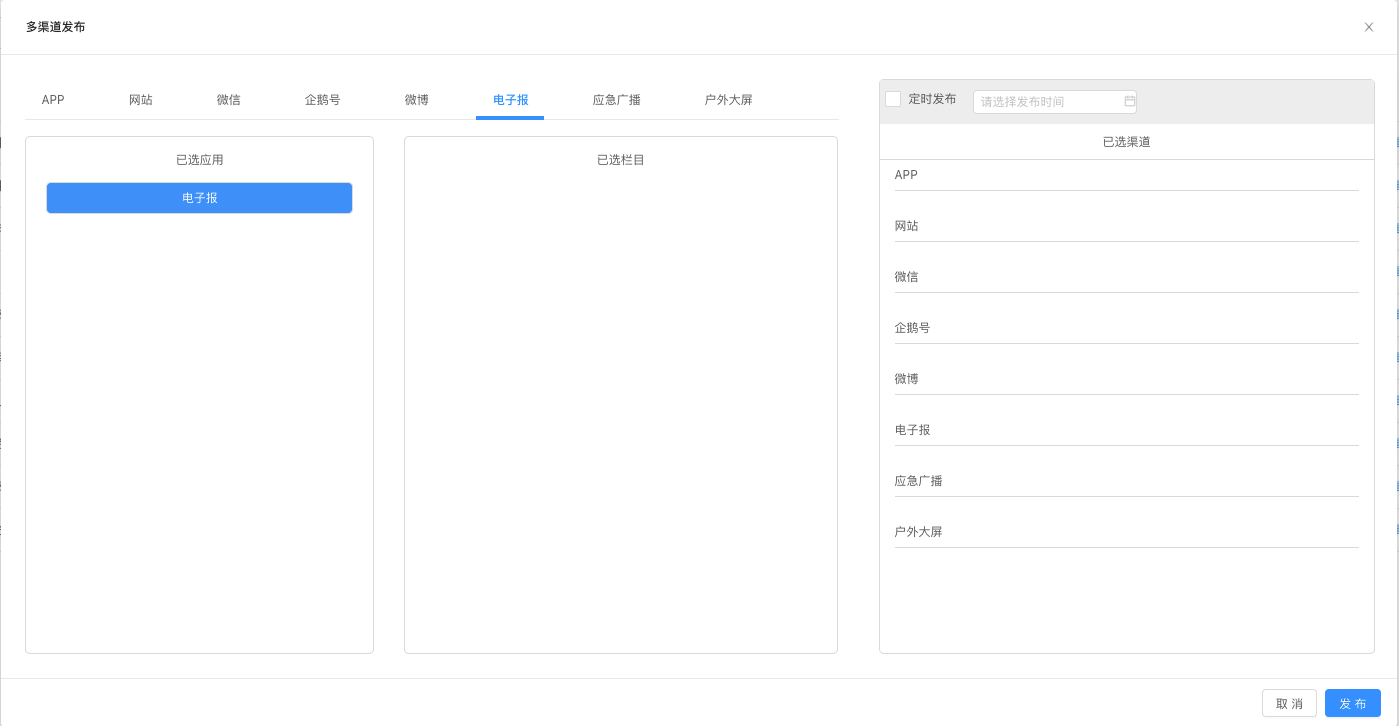 多渠道发布
APP 网站 微信 企鹅号 微博 电子报 应急广播 户外大屏
已选应用
电子报
已选栏目
定时发布 请选择发布时间
已选渠道
APP
网站
微信
企鹅号
微博
电子报
应急广播
户外大屏
取 消 发 布